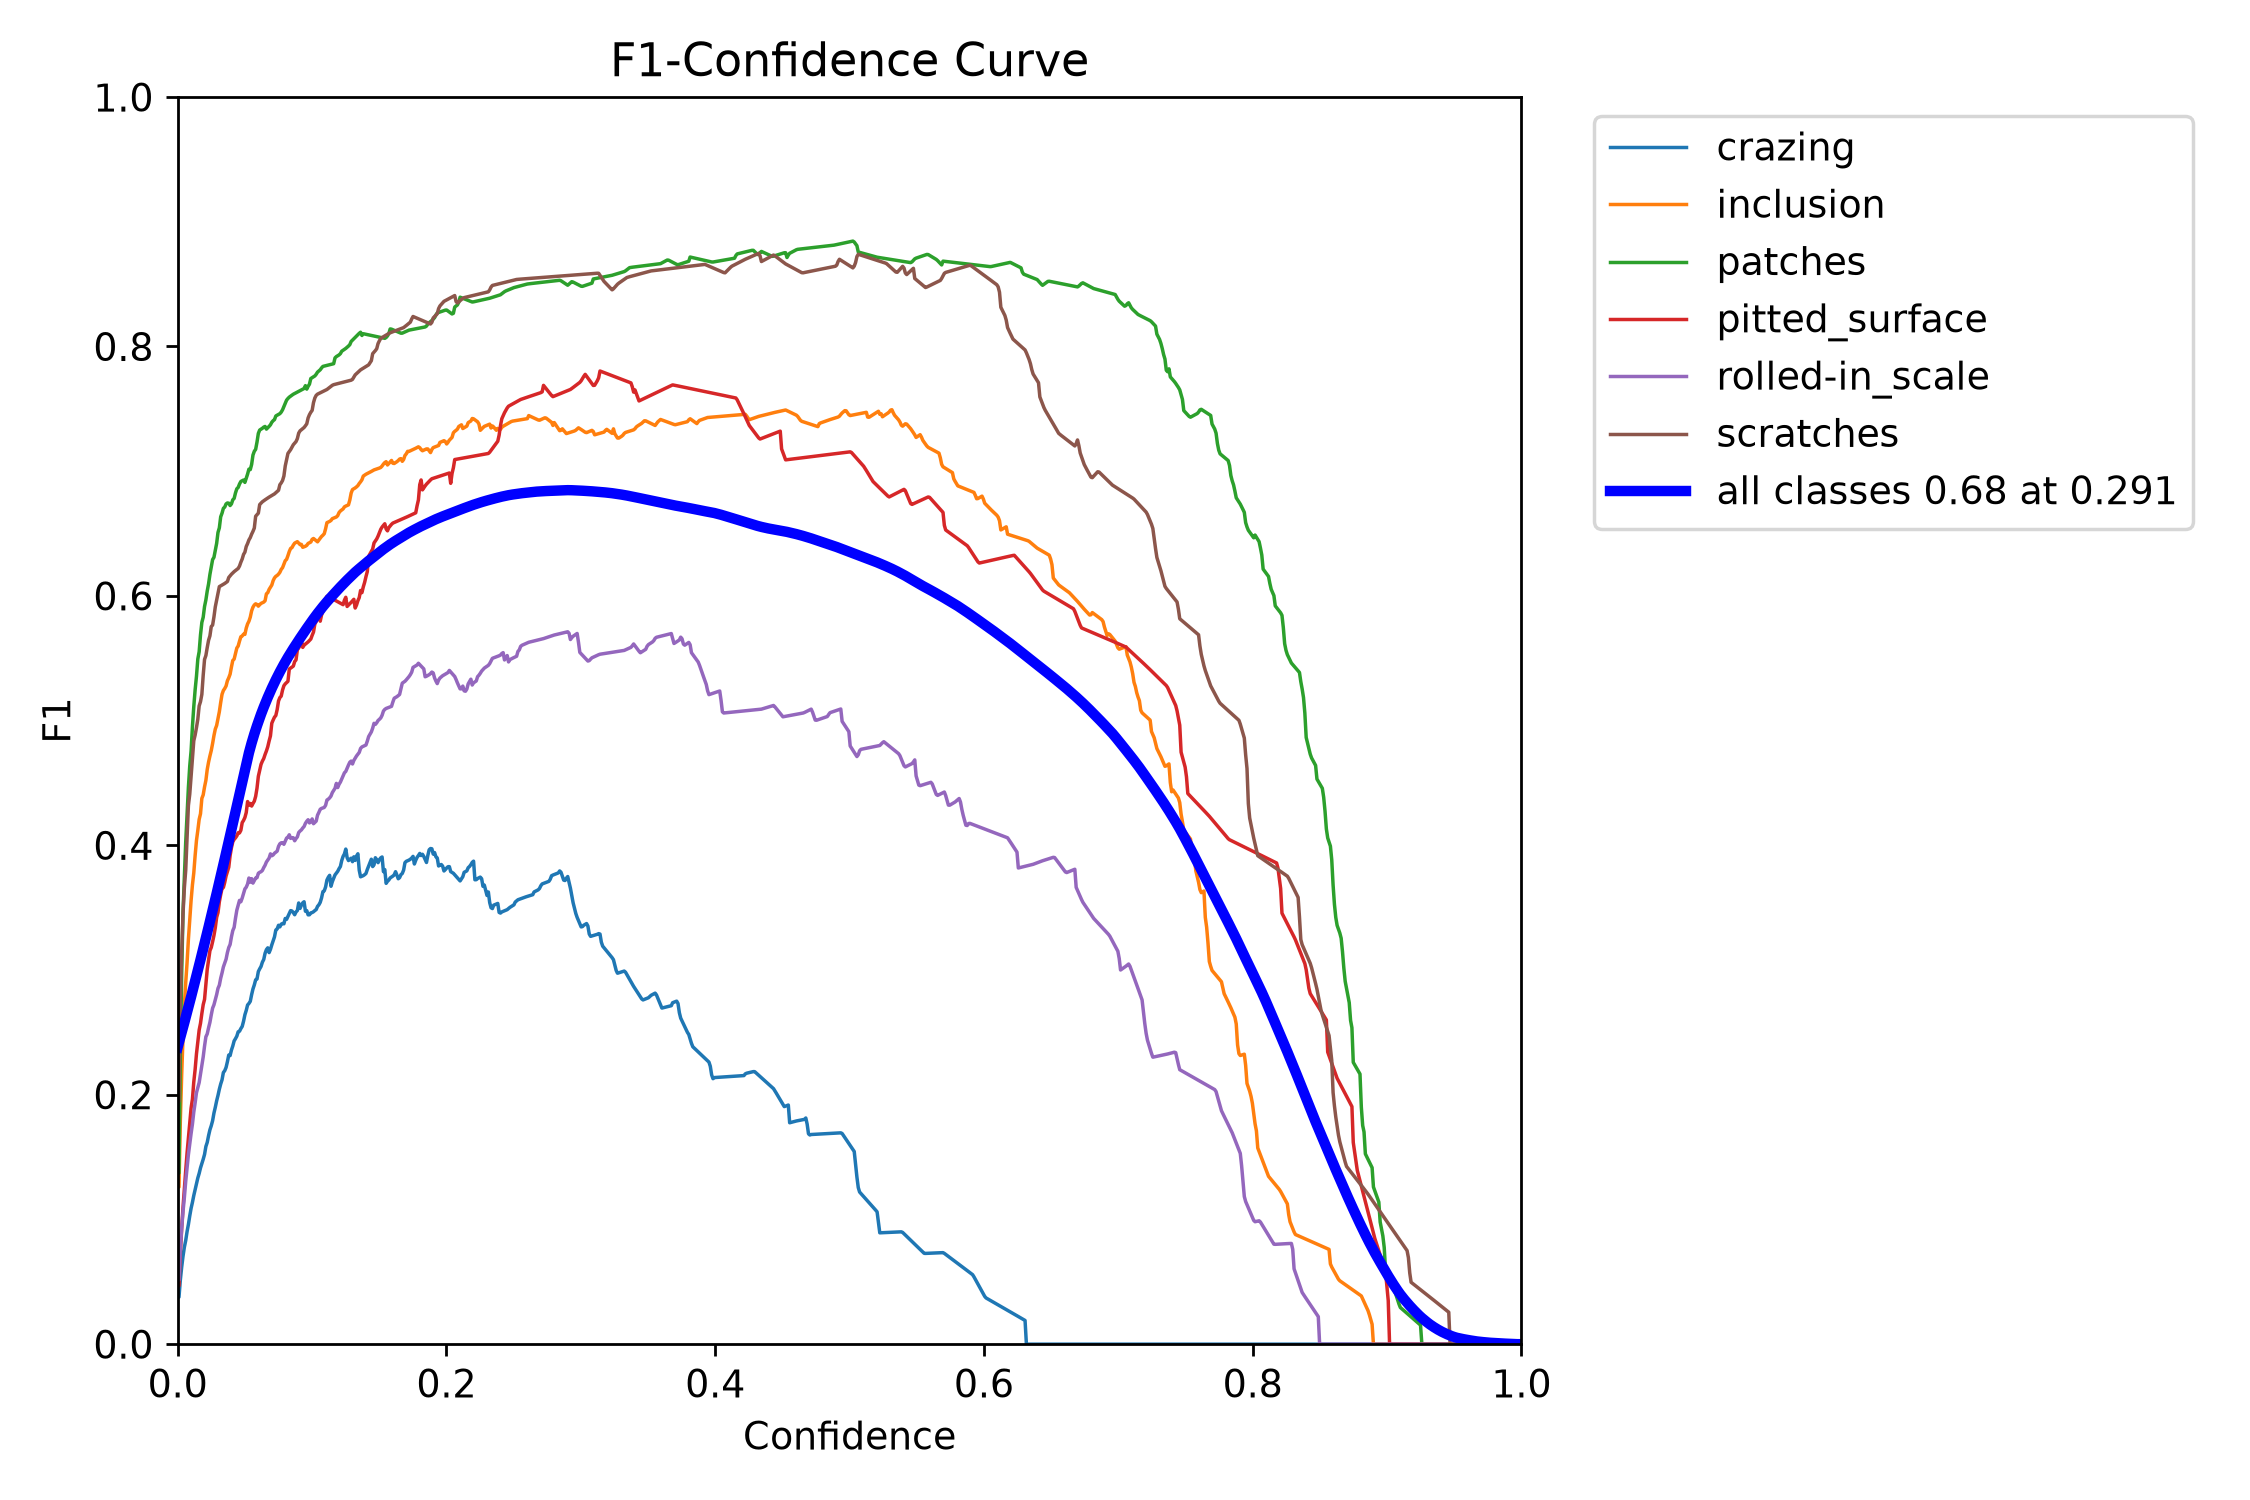 F1-Confidence Curve
1.0
0.8
0.6
0.4
0.2
0.0
F1
0.0 0.2 0.4 0.6 0.8 1.0
Confidence
crazing
inclusion
patches
pitted_surface
rolled-in_scale
scratches
all classes 0.68 at 0.291